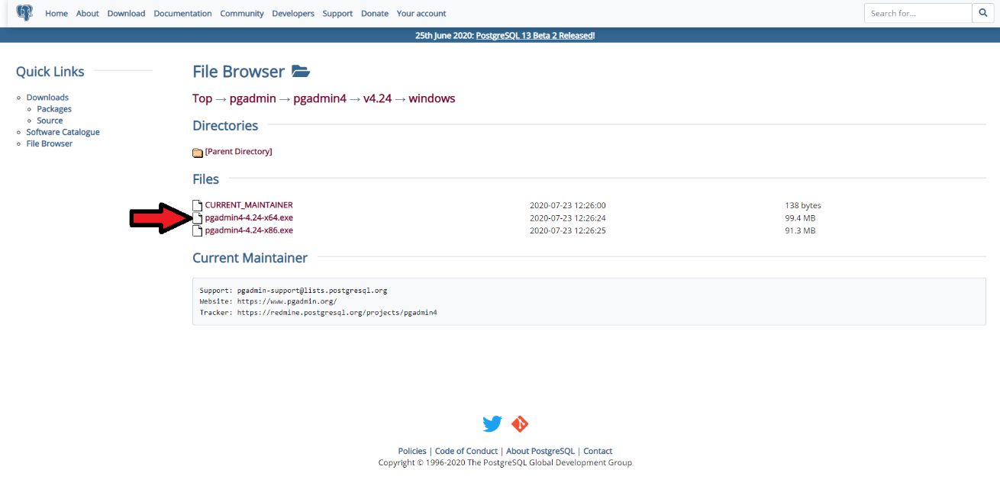 Home About Download Documentation Community Developers Support Donate Your account Search for...
25th June 2020: PostgreSQL 13 Beta 2 Released!
Quick Links
Downloads
Packages
Source
Software Catalogue
File Browser
File Browser
Top → pgadmin → pgadmin4 → v4.24 → windows
Directories
[Parent Directory]
Files
CURRENT_MAINTAINER 2020-07-23 12:26:00 138 bytes
pgadmin4-4.24-x64.exe 2020-07-23 12:26:24 99.4 MB
pgadmin4-4.24-x86.exe 2020-07-23 12:26:25 91.3 MB
Current Maintainer
Support: pgadmin-support@lists.postgresql.org
Website: https://www.pgadmin.org/
Tracker: https://redmine.postgresql.org/projects/pgadmin4
Policies | Code of Conduct | About PostgreSQL | Contact
Copyright © 1996-2020 The PostgreSQL Global Development Group